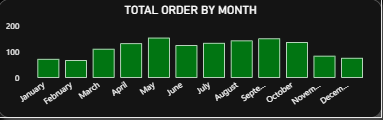 TOTAL ORDER BY MONTH
200
100
0
January
February
March
April
May
June
July
August
Septe...
October
Novem...
Decem...